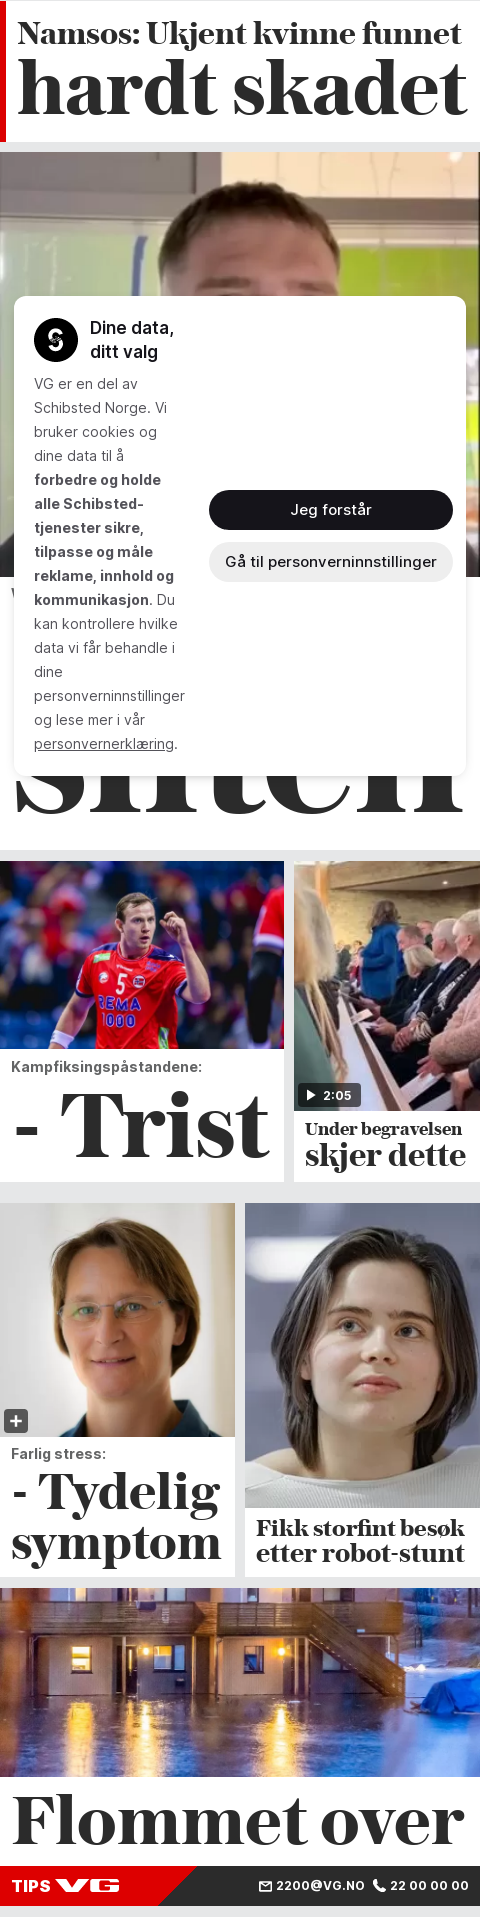 Namsos: Ukjent kvinne funnet
hardt skadet
Dine data,
ditt valg
VG er en del av
Schibsted Norge. Vi
bruker cookies og
dine data til å
forbedre og holde
alle Schibsted-
tjenester sikre,
tilpasse og måle
reklame, innhold og
kommunikasjon. Du
kan kontrollere hvilke
data vi får behandle i
dine
personverninnstillinger
og lese mer i vår
personvernerklæring.
Jeg forstår
Gå til personverninnstillinger
Kampfiksingspåstandene:
- Trist
2:05
Under begravelsen
skjer dette
Farlig stress:
- Tydelig
symptom
Fikk storfint besøk
etter robot-stunt
Flommet over
TIPS VG
2200@VG.NO 22 00 00 00